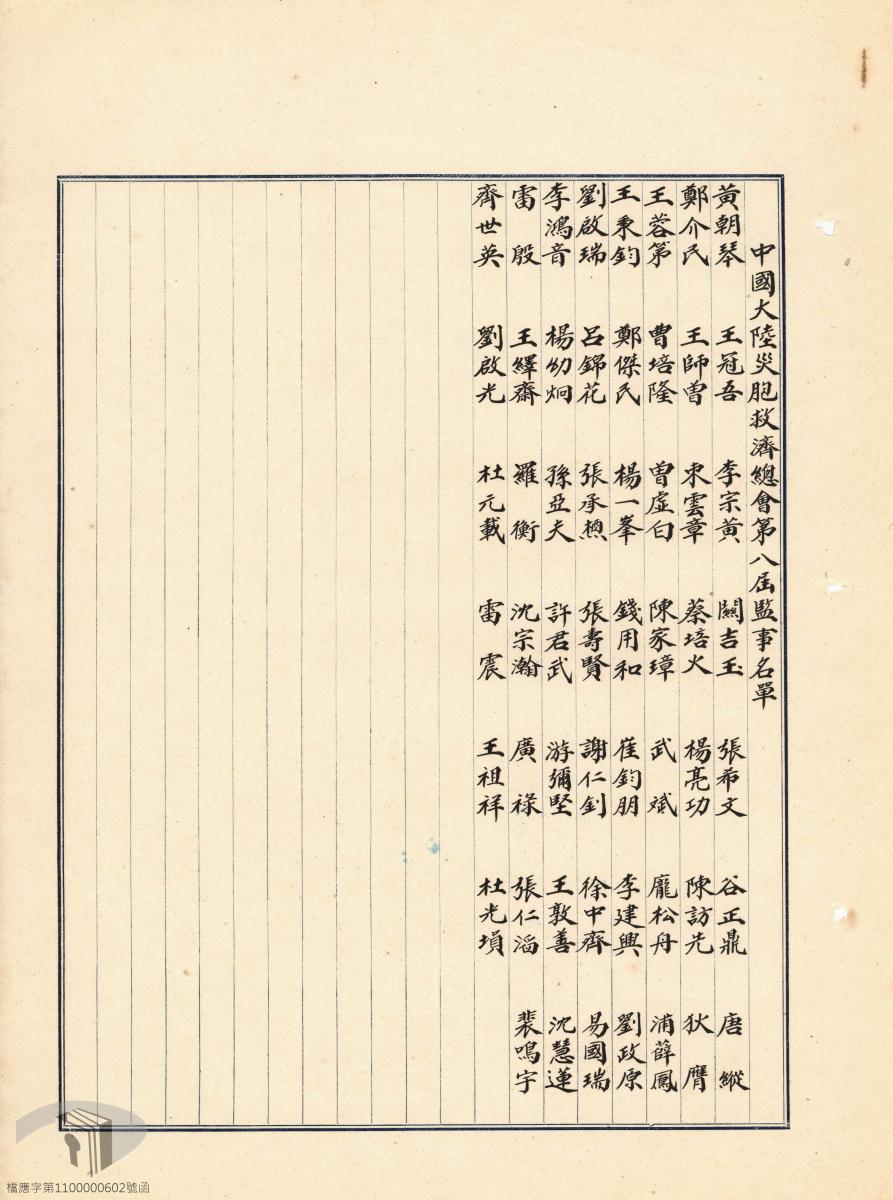 中國大陸災胞救濟總會第八屆監事名單
黃朝琴 王冠吾 李宗黃 關吉玉 張希文 谷正鼎 唐縱
鄭介民 王師曾 束雲章 蔡培火 楊亮功 陳訪先 狄膺
王蓉第 曹培隆 曾虛白 陳家璋 武斌 龐松舟 浦薛鳳
王秉鈞 鄭傑民 楊一峯 錢用和 崔鈞朋 李建興 劉政原
劉啟瑞 呂錦花 張承槱 張壽賢 謝仁釗 徐中齊 易國瑞
李鴻音 楊幼炯 孫亞夫 許君武 游彌堅 王敦善 沈慧蓮
雷殷 王繹齋 羅衡 沈宗瀚 廣祿 張仁滔 裴鳴宇
齊世英 劉啟光 杜元載 雷震 王祖祥 杜光塤
檔應字第1100000602號函